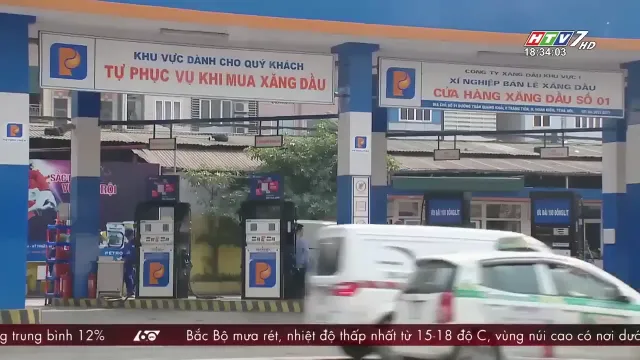 HTV7 HD
18:34:03
KHU VỰC DÀNH CHO QUÝ KHÁCH
TỰ PHỤC VỤ KHI MUA XĂNG DẦU
CÔNG TY XĂNG DẦU KHU VỰC 1
XÍ NGHIỆP BÁN LẺ XĂNG DẦU
CỬA HÀNG XĂNG DẦU SỐ 01
PETRO
g trung bình 12%
60
Bắc Bộ mưa rét, nhiệt độ thấp nhất từ 15-18 độ C, vùng núi cao có nơi dướ